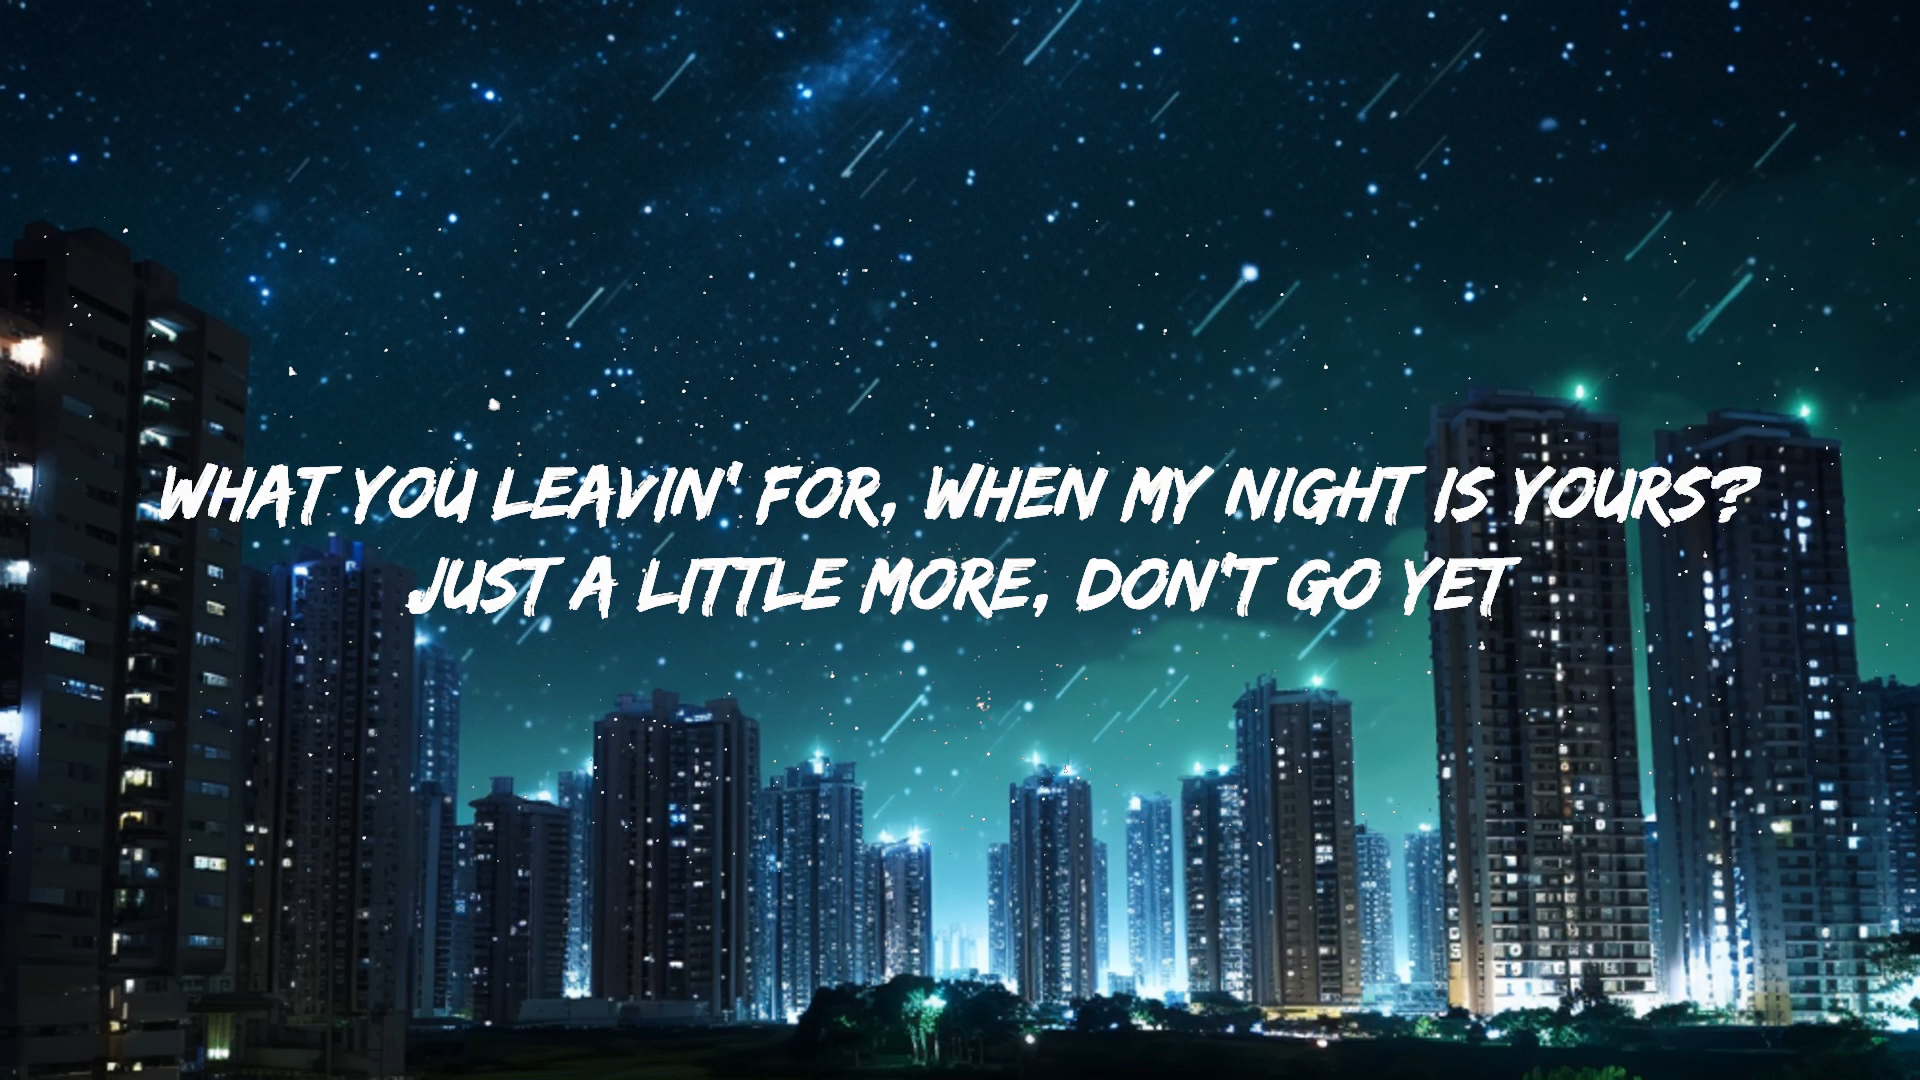 WHAT YOU LEAVIN' FOR, WHEN MY NIGHT IS YOURS?
JUST A LITTLE MORE, DON'T GO YET